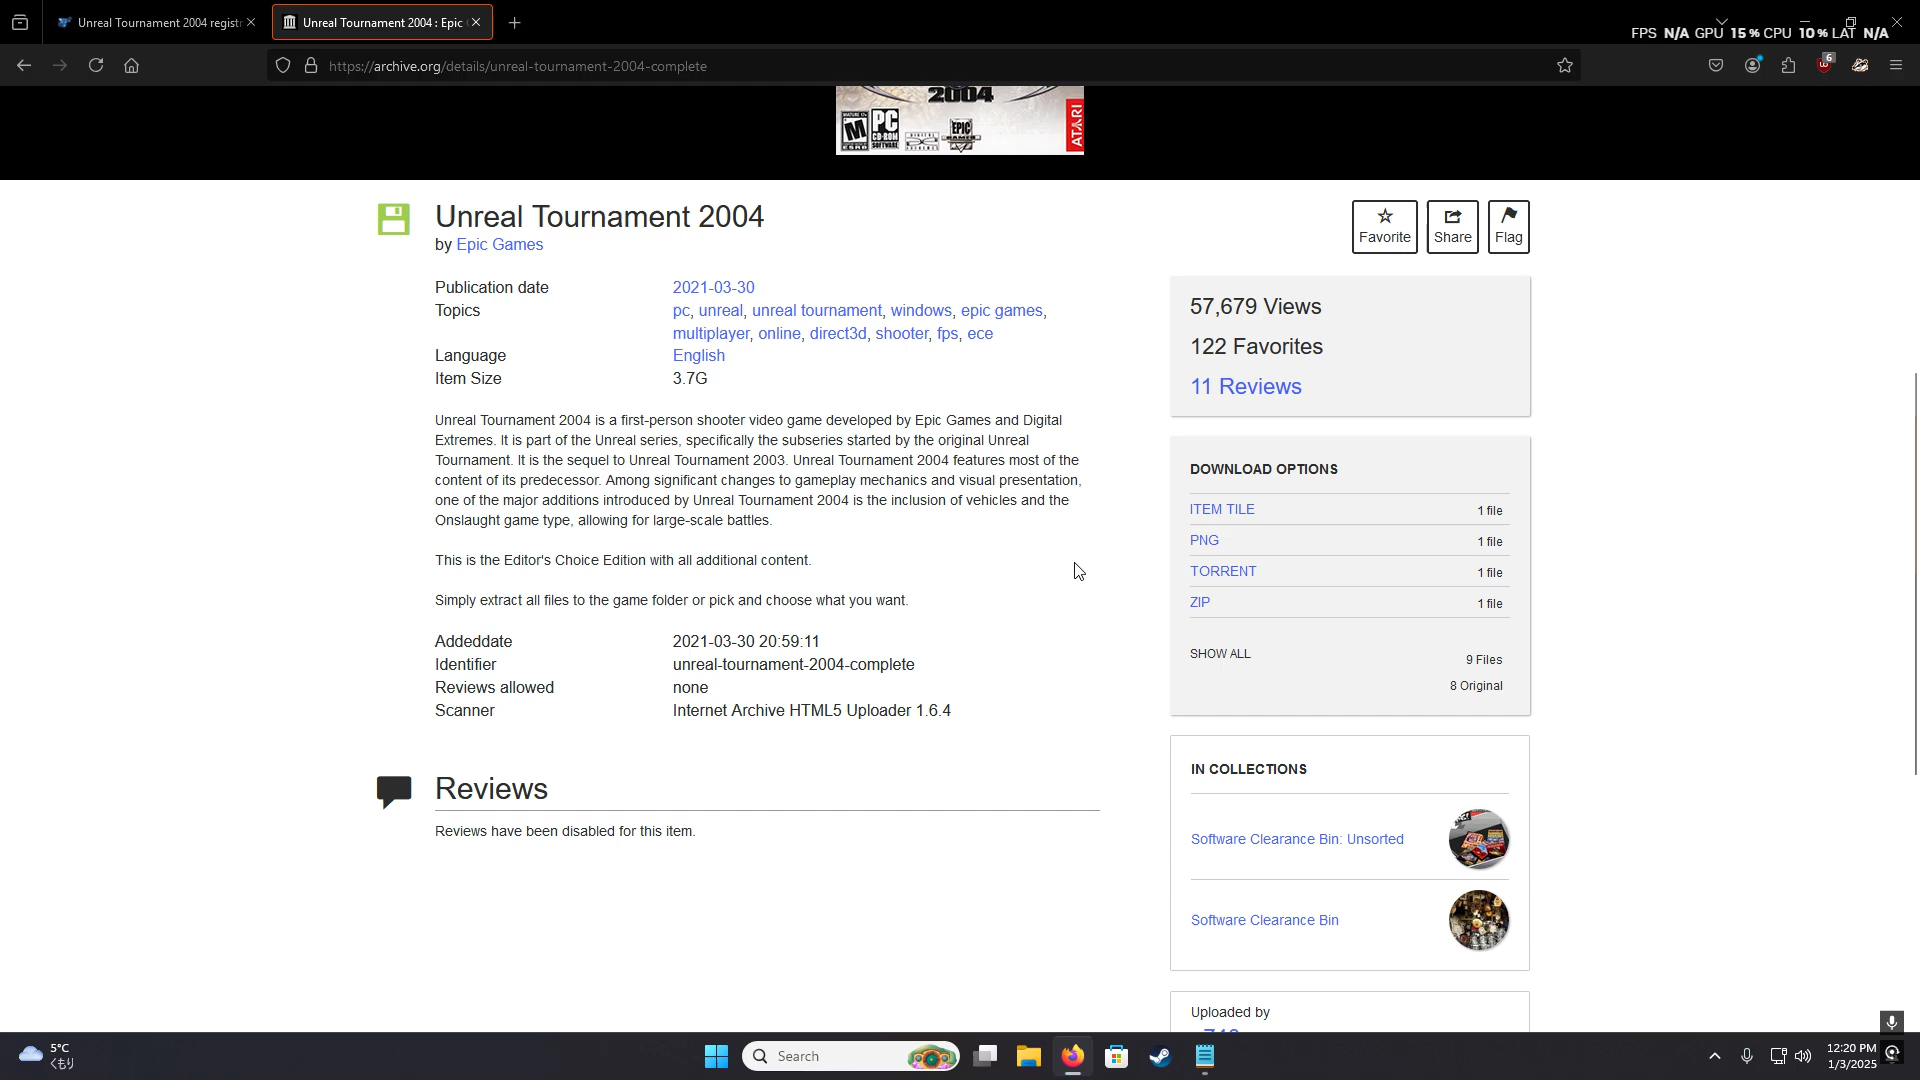 Unreal Tournament 2004 registr
Unreal Tournament 2004 : Epic
FPS N/A GPU 15 % CPU 10 % LAT N/A
https://archive.org/details/unreal-tournament-2004-complete
6
2004
MATURE 17+
M
ESRB
PC
CD-ROM
SOFTWARE
EPIC
GAMES
ATARI
Unreal Tournament 2004
by Epic Games
Favorite
Share
Flag
Publication date 2021-03-30
Topics pc, unreal, unreal tournament, windows, epic games,
multiplayer, online, direct3d, shooter, fps, ece
Language English
Item Size 3.7G
Unreal Tournament 2004 is a first-person shooter video game developed by Epic Games and Digital
Extremes. It is part of the Unreal series, specifically the subseries started by the original Unreal
Tournament. It is the sequel to Unreal Tournament 2003. Unreal Tournament 2004 features most of the
content of its predecessor. Among significant changes to gameplay mechanics and visual presentation,
one of the major additions introduced by Unreal Tournament 2004 is the inclusion of vehicles and the
Onslaught game type, allowing for large-scale battles.
This is the Editor's Choice Edition with all additional content.
Simply extract all files to the game folder or pick and choose what you want.
Addeddate 2021-03-30 20:59:11
Identifier unreal-tournament-2004-complete
Reviews allowed none
Scanner Internet Archive HTML5 Uploader 1.6.4
Reviews
Reviews have been disabled for this item.
57,679 Views
122 Favorites
11 Reviews
DOWNLOAD OPTIONS
ITEM TILE 1 file
PNG 1 file
TORRENT 1 file
ZIP 1 file
SHOW ALL 9 Files
8 Original
IN COLLECTIONS
Software Clearance Bin: Unsorted
Software Clearance Bin
Uploaded by
5°C
くもり
Search
12:20 PM
1/3/2025